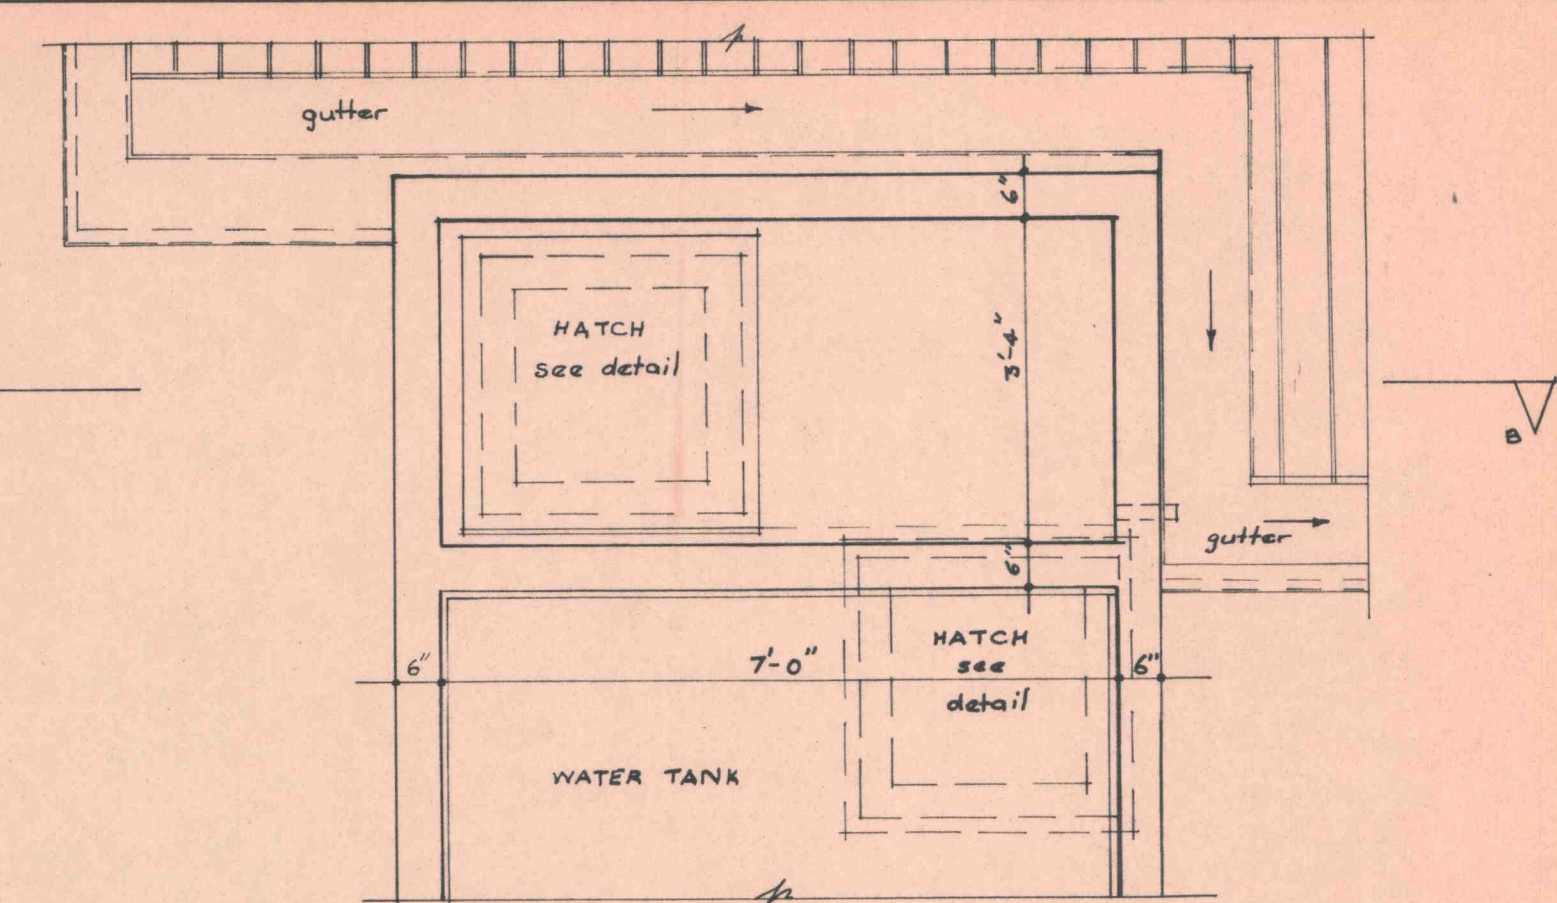 gutter
6"
HATCH
see detail
3'-4"
B
gutter
6"
HATCH
see
detail
6"
7'-0"
6"
WATER TANK